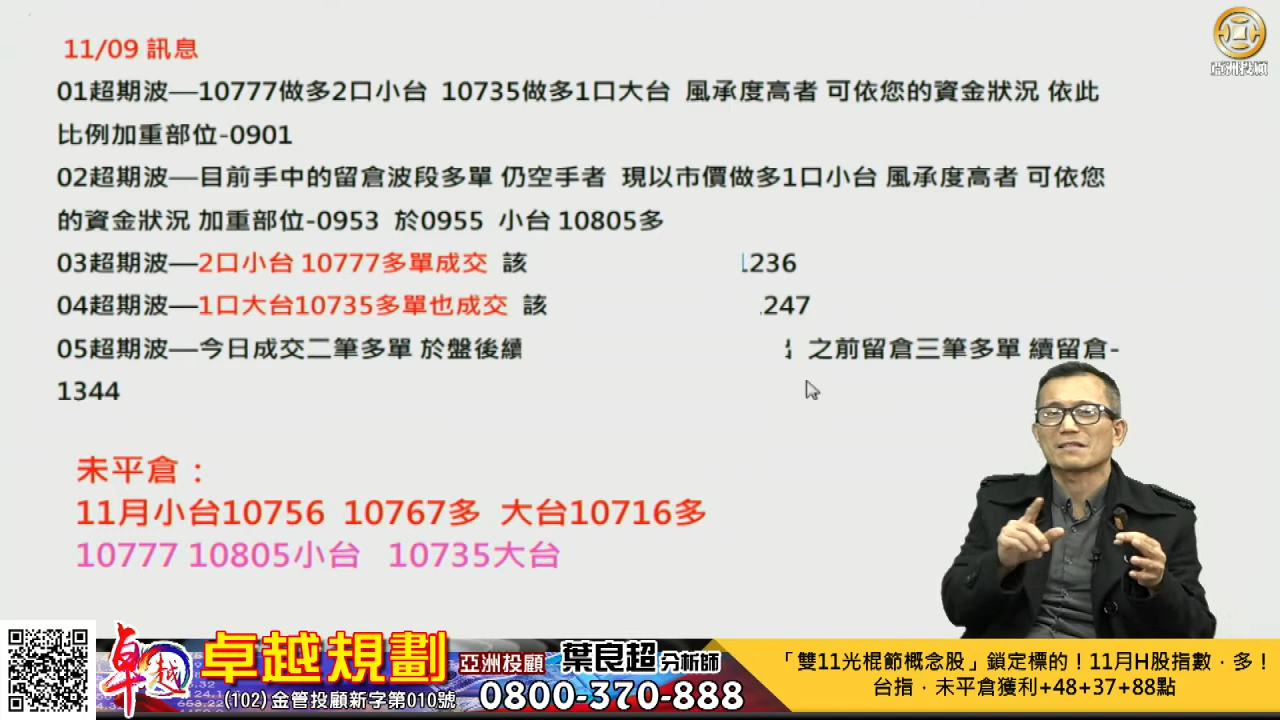 11/09 訊息
亞洲投顧
01超期波—10777做多2口小台 10735做多1口大台 風承度高者 可依您的資金狀況 依此
比例加重部位-0901
02超期波—目前手中的留倉波段多單 仍空手者 現以市價做多1口小台 風承度高者 可依您
的資金狀況 加重部位-0953 於0955 小台 10805多
03超期波—2口小台 10777多單成交 該 1236
04超期波—1口大台10735多單也成交 該 .247
05超期波—今日成交二筆多單 於盤後續 之前留倉三筆多單 續留倉-
1344
未平倉：
11月小台10756 10767多 大台10716多
10777 10805小台 10735大台
卓越
卓越規劃
(102)金管投顧新字第010號
亞洲投顧 葉良超分析師
0800-370-888
「雙11光棍節概念股」鎖定標的！11月H股指數．多！
台指．未平倉獲利+48+37+88點